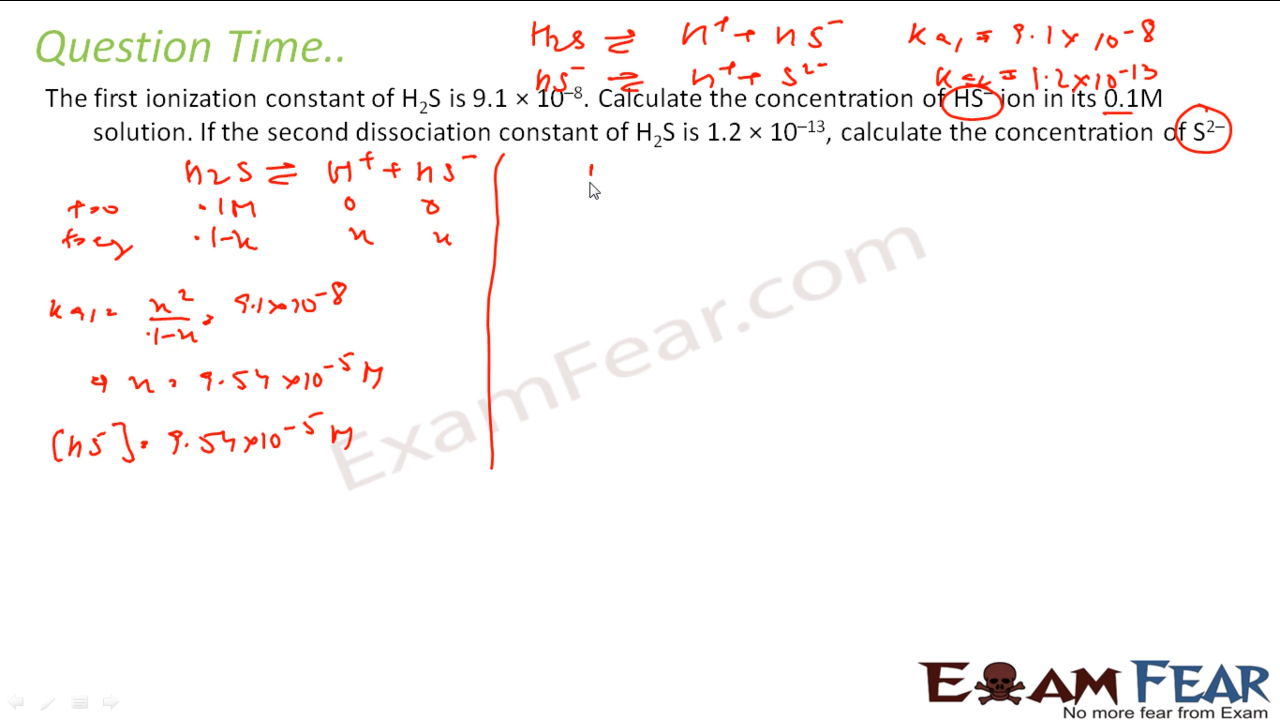 Question Time..
H₂S ⇌ H⁺ + HS⁻ Ka₁ = 9.1 × 10⁻⁸
HS⁻ ⇌ H⁺ + S²⁻ Ka₂ = 1.2 × 10⁻¹³
The first ionization constant of H₂S is 9.1 × 10⁻⁸. Calculate the concentration of HS⁻ ion in its 0.1M
solution. If the second dissociation constant of H₂S is 1.2 × 10⁻¹³, calculate the concentration of S²⁻
H₂S ⇌ H⁺ + HS⁻
t=0 .1M 0 0
t=eq .1-x x x
Ka₁ = x²/.1-x = 9.1×10⁻⁸
⇒ x = 9.54 ×10⁻⁵ M
[HS⁻] = 9.54×10⁻⁵ M
ExamFear.com
EXAM FEAR
No more fear from Exam